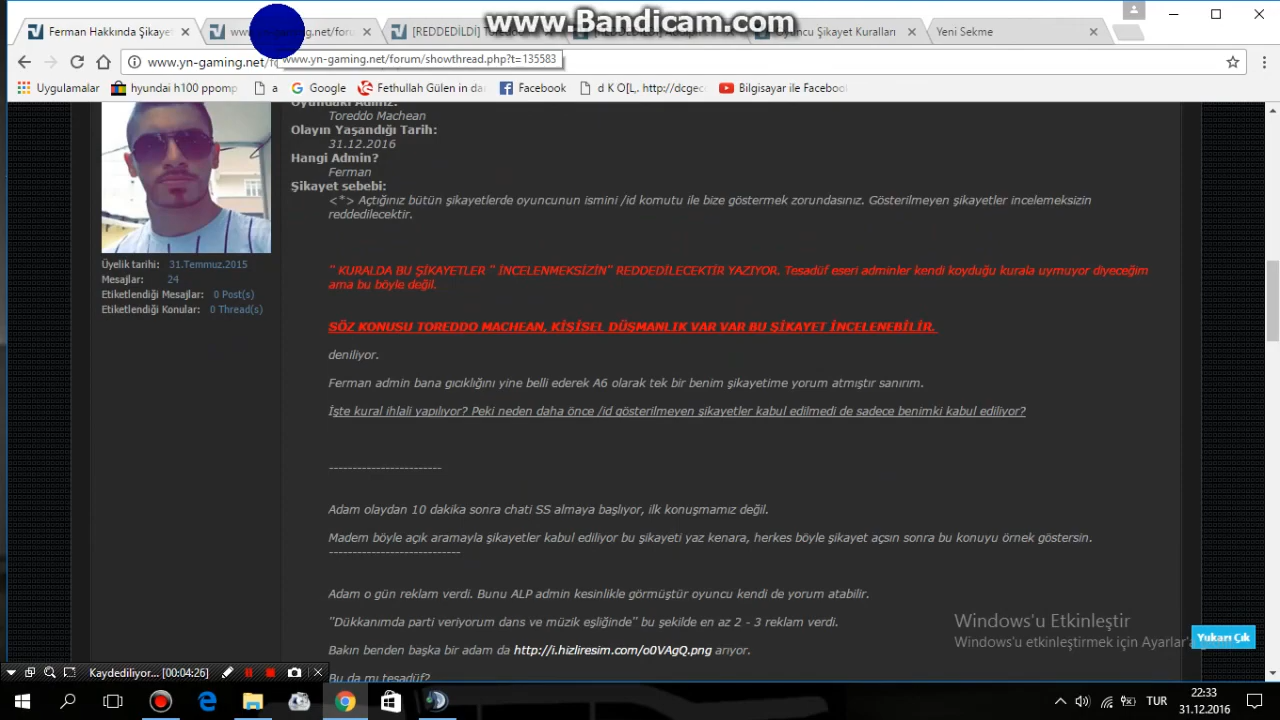 www.Bandicam.com
Ferman Hakkında Şikayet
[REDDEDİLDİ]
Oyuncu Şikayet Kuralları
Yeni Sekme
www.yn-gaming.net/fo
www.yn-gaming.net/forum/showthread.php?t=135583
Uygulamalar
hyundai h100 ppomp
a
Google
Fethullah Gülen in da
Facebook
d K O[L, http://dcgec
Bilgisayar ile Faceboo
Oyundaki Adınız:
Toreddo Machean
Olayın Yaşandığı Tarih:
31.12.2016
Hangi Admin?
Ferman
Şikayet sebebi:
<*> Açtığınız bütün şikayetlerde oyuncunun ismini /id komutu ile bize göstermek zorundasınız. Gösterilmeyen şikayetler incelemeksizin
reddedilecektir.
" KURALDA BU ŞİKAYETLER " İNCELENMEKSİZİN" REDDEDİLECEKTİR YAZIYOR. Tesadüf eseri adminler kendi koyduğu kurala uymuyor diyeceğim
ama bu böyle değil.
SÖZ KONUSU TOREDDO MACHEAN, KİŞİSEL DÜŞMANLIK VAR VAR BU ŞİKAYET İNCELENEBİLİR.
deniliyor.
Ferman admin bana gıcıklığını yine belli ederek A6 olarak tek bir benim şikayetime yorum atmıştır sanırım.
İşte kural ihlali yapılıyor? Peki neden daha önce /id gösterilmeyen şikayetler kabul edilmedi de sadece benimki kabul ediliyor?
------------------------
Adam olaydan 10 dakika sonra chati SS almaya başlıyor, ilk konuşmamız değil.
Madem böyle açık aramayla şikayetler kabul ediliyor bu şikayeti yaz kenara, herkes böyle şikayet açsın sonra bu konuyu örnek göstersin.
----------------------------
Adam o gün reklam verdi. Bunu ALP admin kesinlikle görmüştür oyuncu kendi de yorum atabilir.
"Dükkanımda parti veriyorum dans ve müzik eşliğinde" bu şekilde en az 2 - 3 reklam verdi.
Bakın benden başka bir adam da http://i.hizliresim.com/o0VAgQ.png arıyor.
Bu da mı tesadüf?
Üyelik tarihi: 31.Temmuz.2015
Mesajlar: 24
Etiketlendiği Mesajlar: 0 Post(s)
Etiketlendiği Konular: 0 Thread(s)
Windows'u Etkinleştir
Windows'u etkinleştirmek için Ayarlar'a
Yukarı Çık
Kaydediliyor... [00:04:26]
TUR
22:33
31.12.2016